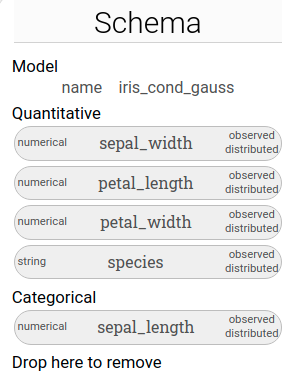 Schema
Model
name iris_cond_gauss
Quantitative
numerical sepal_width observed distributed
numerical petal_length observed distributed
numerical petal_width observed distributed
string species observed distributed
Categorical
numerical sepal_length observed distributed
Drop here to remove